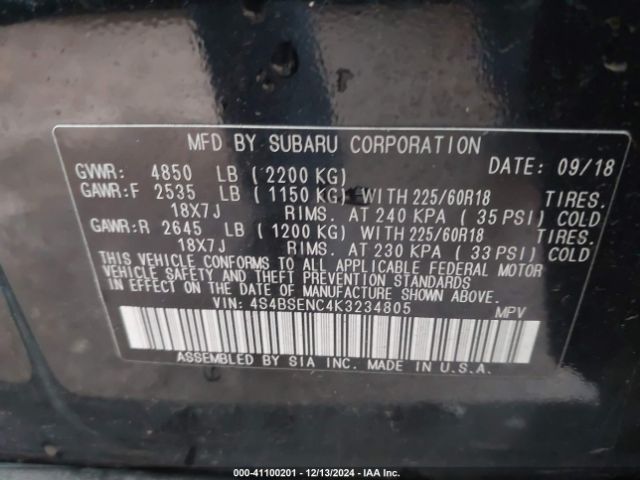 MFD BY SUBARU CORPORATION
GVWR: 4850 LB ( 2200 KG) DATE: 09/18
GAWR:F 2535 LB ( 1150 KG) WITH 225/60R18 TIRES.
18X7J RIMS. AT 240 KPA ( 35 PSI) COLD
GAWR:R 2645 LB ( 1200 KG) WITH 225/60R18 TIRES.
18X7J RIMS. AT 230 KPA ( 33 PSI) COLD
THIS VEHICLE CONFORMS TO ALL APPLICABLE FEDERAL MOTOR
VEHICLE SAFETY AND THEFT PREVENTION STANDARDS
IN EFFECT ON THE DATE OF MANUFACTURE SHOWN ABOVE.
VIN: 4S4BSENC4K3234805 MPV
ASSEMBLED BY SIA INC. MADE IN U.S.A.
000-41100201 - 12/13/2024 - IAAI.com